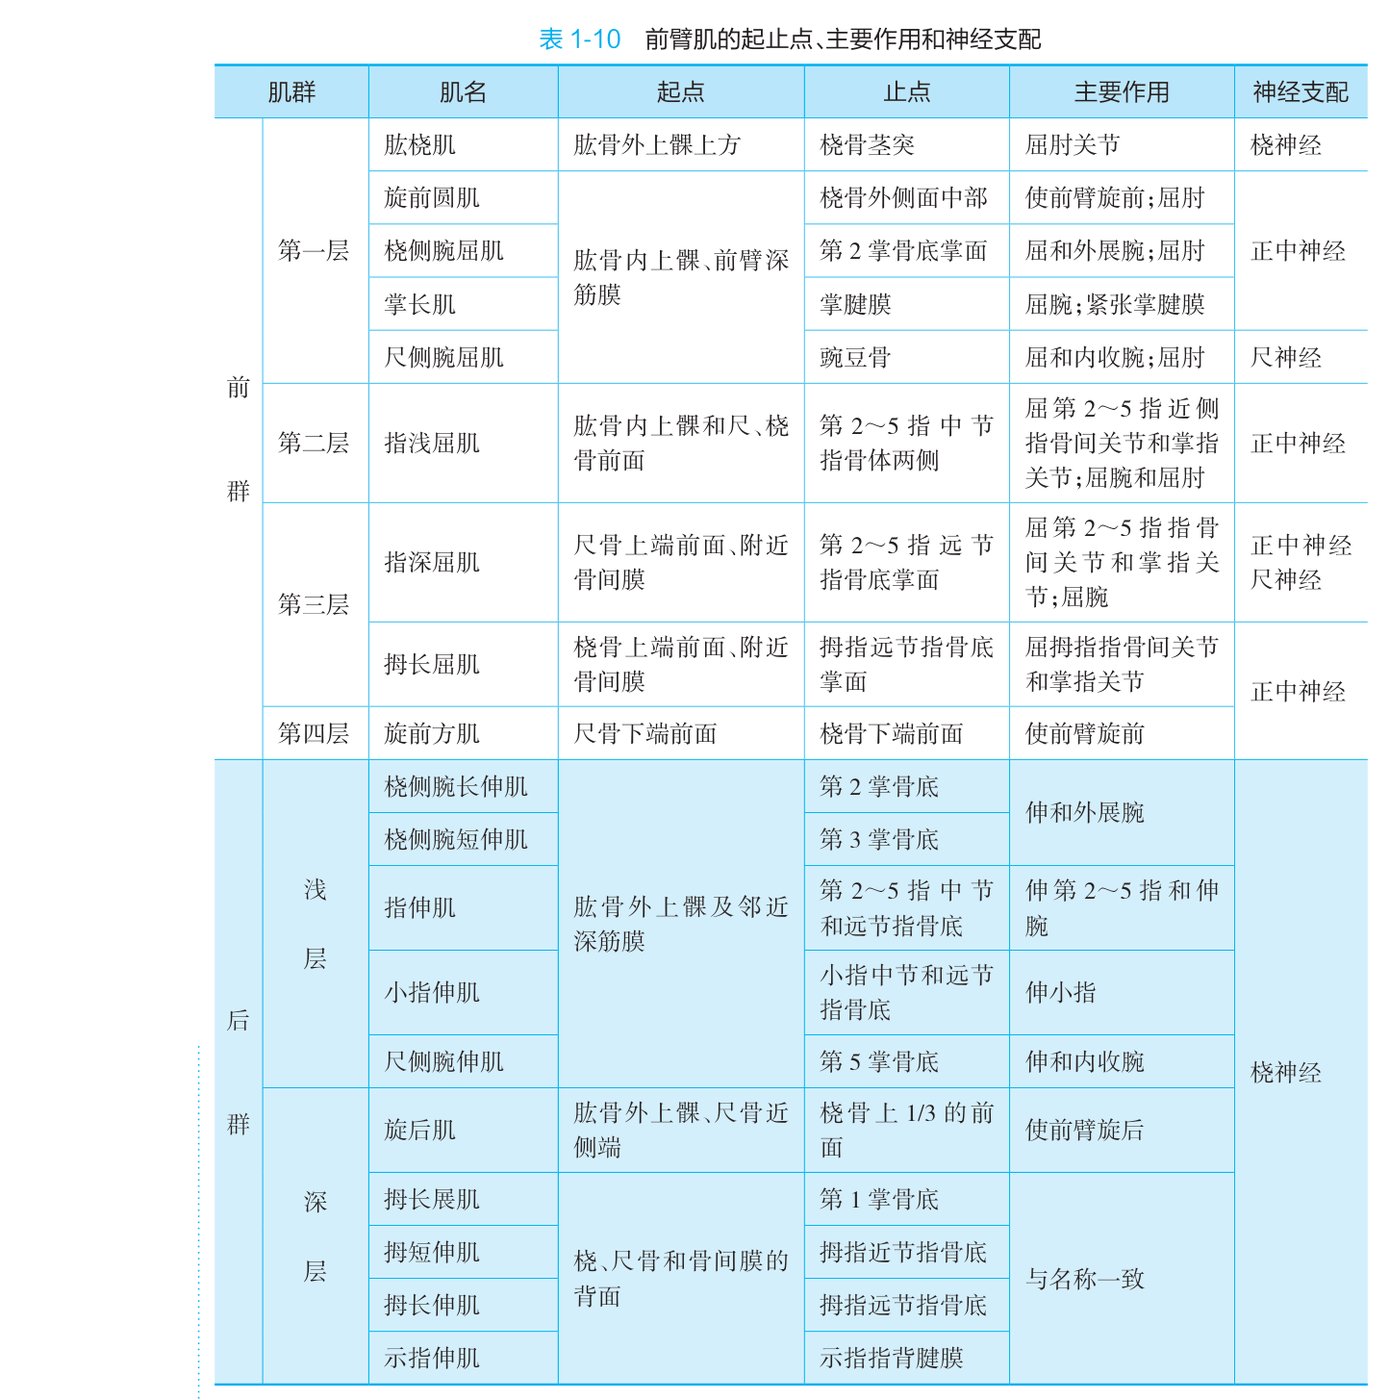 表 1-10 前臂肌的起止点、主要作用和神经支配
肌群 肌名 起点 止点 主要作用 神经支配
前
群
第一层
肱桡肌 肱骨外上髁上方 桡骨茎突 屈肘关节 桡神经
旋前圆肌
肱骨内上髁、前臂深
筋膜
桡骨外侧面中部 使前臂旋前;屈肘
正中神经
桡侧腕屈肌 第 2 掌骨底掌面 屈和外展腕;屈肘
掌长肌 掌腱膜 屈腕;紧张掌腱膜
尺侧腕屈肌 豌豆骨 屈和内收腕;屈肘 尺神经
第二层
指浅屈肌
肱骨内上髁和尺、桡
骨前面
第 2～5 指中节
指骨体两侧
屈第 2～5 指近侧
指骨间关节和掌指
关节;屈腕和屈肘
正中神经
第三层
指深屈肌
尺骨上端前面、附近
骨间膜
第 2～5 指远节
指骨底掌面
屈第 2～5 指指骨
间关节和掌指关
节;屈腕
正中神经
尺神经
拇长屈肌
桡骨上端前面、附近
骨间膜
拇指远节指骨底
掌面
屈拇指指骨间关节
和掌指关节
正中神经
第四层 旋前方肌 尺骨下端前面 桡骨下端前面 使前臂旋前
后
群
浅
层
桡侧腕长伸肌
肱骨外上髁及邻近
深筋膜
第 2 掌骨底
伸和外展腕
桡神经
桡侧腕短伸肌 第 3 掌骨底
指伸肌
第 2～5 指中节
和远节指骨底
伸第 2～5 指和伸
腕
小指伸肌
小指中节和远节
指骨底
伸小指
尺侧腕伸肌 第 5 掌骨底 伸和内收腕
深
层
旋后肌
肱骨外上髁、尺骨近
侧端
桡骨上 1/3 的前
面
使前臂旋后
拇长展肌
桡、尺骨和骨间膜的
背面
第 1 掌骨底
与名称一致
拇短伸肌 拇指近节指骨底
拇长伸肌 拇指远节指骨底
示指伸肌 示指指背腱膜